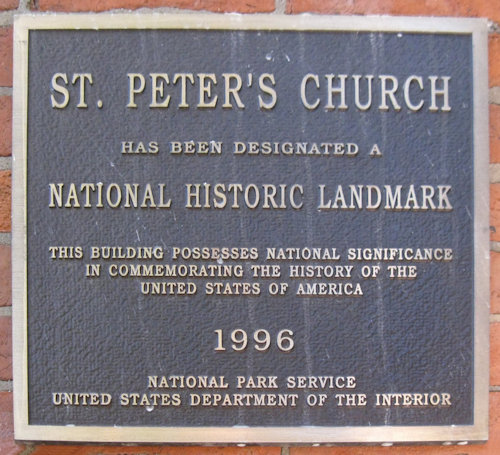 ST. PETER'S CHURCH
HAS BEEN DESIGNATED A
NATIONAL HISTORIC LANDMARK
THIS BUILDING POSSESSES NATIONAL SIGNIFICANCE
IN COMMEMORATING THE HISTORY OF THE
UNITED STATES OF AMERICA
1996
NATIONAL PARK SERVICE
UNITED STATES DEPARTMENT OF THE INTERIOR